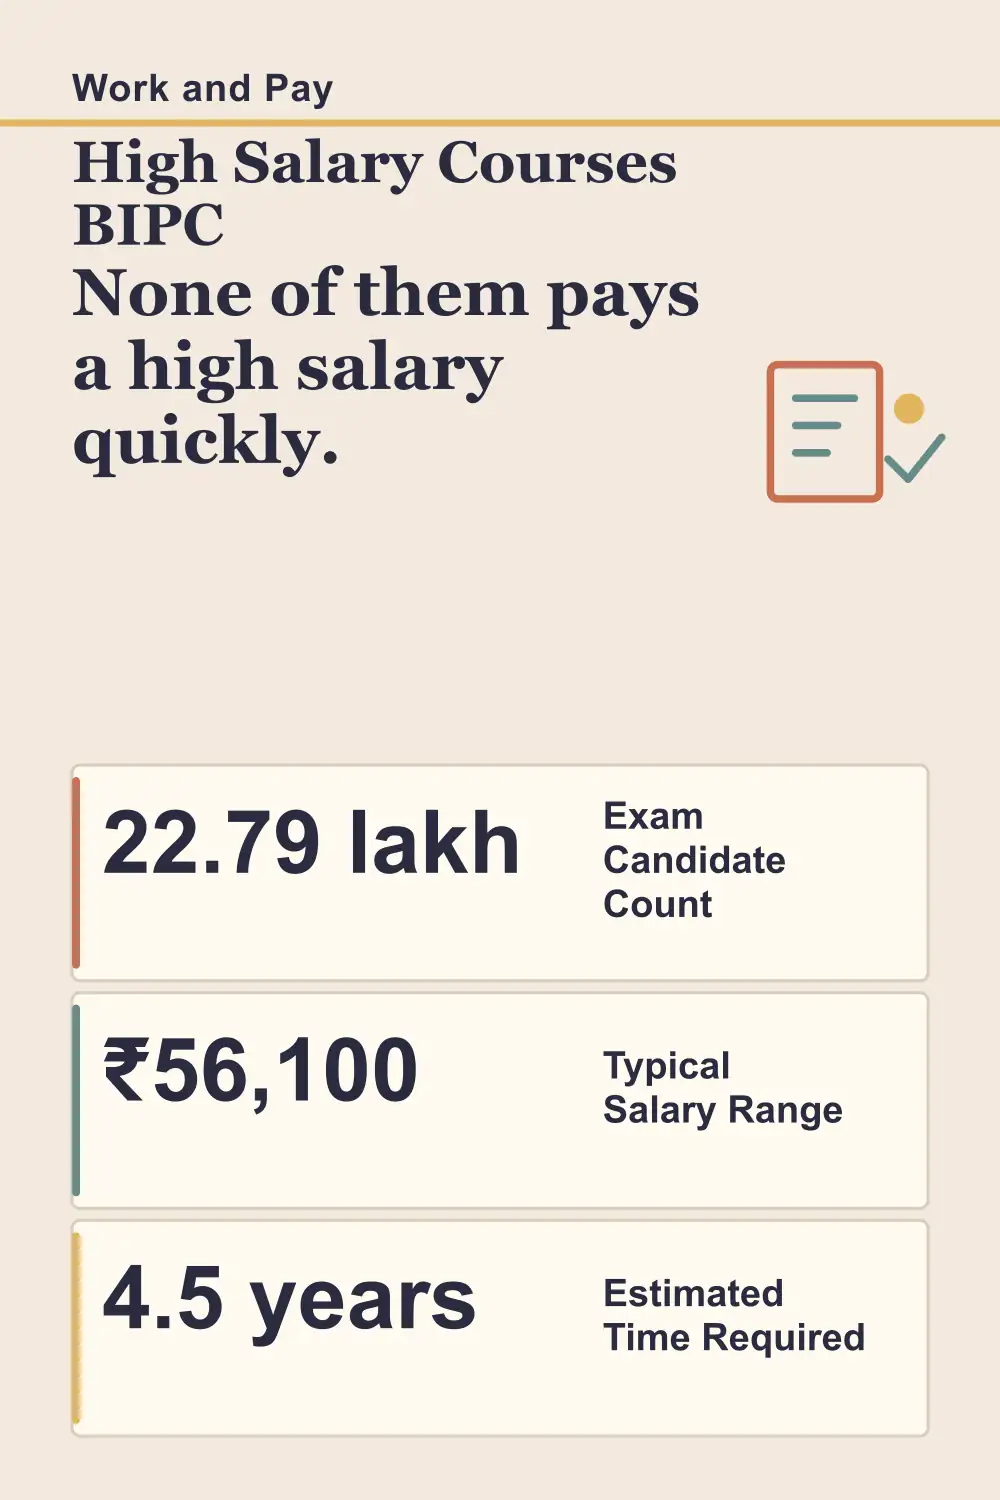 Work and Pay
High Salary Courses
BIPC
None of them pays
a high salary
quickly.
22.79 lakh
Exam
Candidate
Count
₹56,100
Typical
Salary Range
4.5 years
Estimated
Time Required